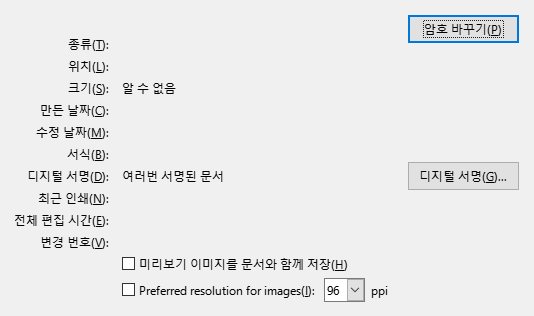 암호 바꾸기(P)
종류(T):
위치(L):
크기(S): 알 수 없음
만든 날짜(C):
수정 날짜(M):
서식(B):
디지털 서명(D): 여러번 서명된 문서 디지털 서명(G)...
최근 인쇄(N):
전체 편집 시간(E):
변경 번호(V):
미리보기 이미지를 문서와 함께 저장(H)
Preferred resolution for images(I): 96 ppi